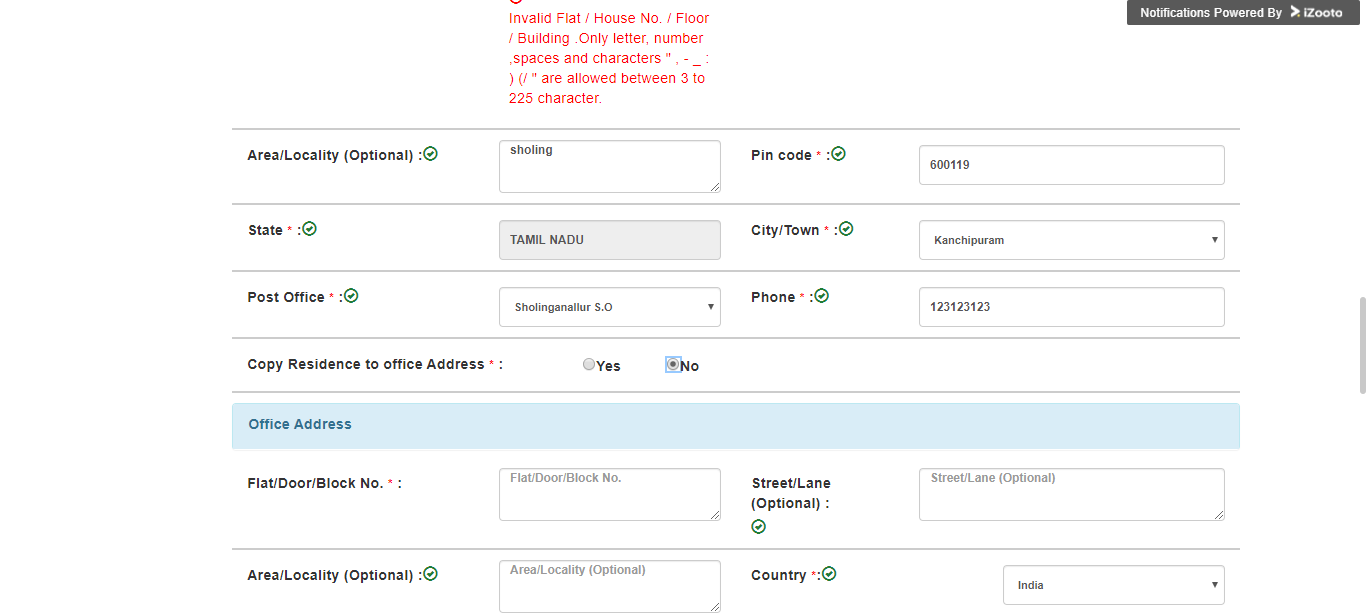 Notifications Powered By iZooto
Invalid Flat / House No. / Floor
/ Building .Only letter, number
,spaces and characters " , - _ :
) (/ " are allowed between 3 to
225 character.
Area/Locality (Optional) :
sholing
Pin code * :
600119
State * :
TAMIL NADU
City/Town * :
Kanchipuram
Post Office * :
Sholinganallur S.O
Phone * :
123123123
Copy Residence to office Address * :
Yes
No
Office Address
Flat/Door/Block No. * :
Flat/Door/Block No.
Street/Lane
(Optional) :
Street/Lane (Optional)
Area/Locality (Optional) :
Area/Locality (Optional)
Country *:
India